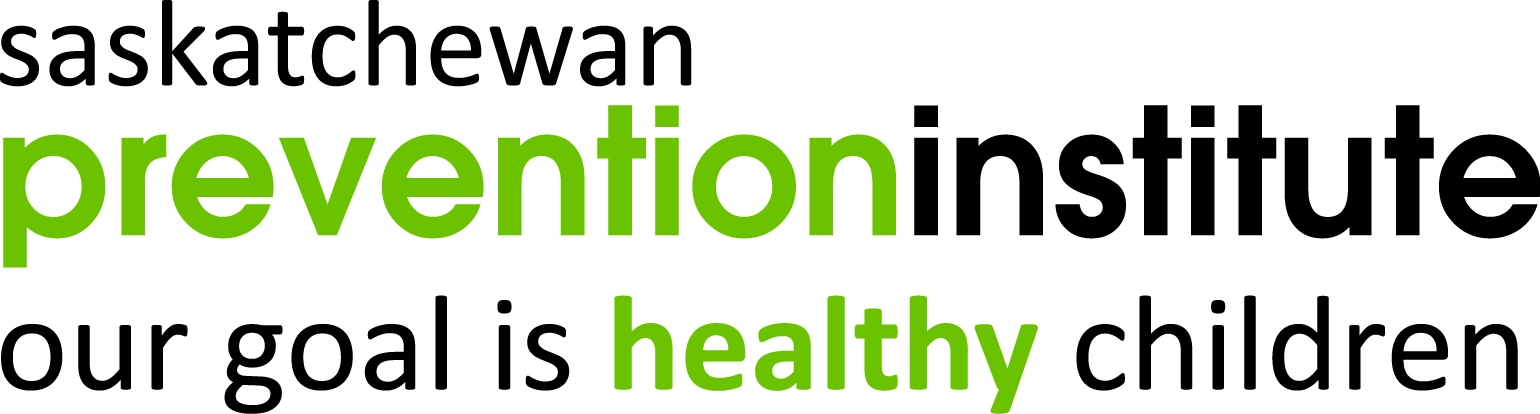 saskatchewan
preventioninstitute
our goal is healthy children